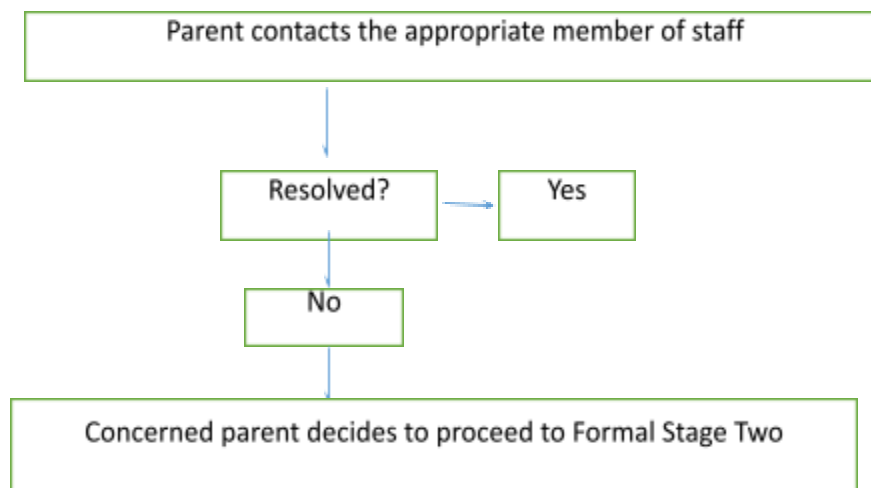 Parent contacts the appropriate member of staff
Resolved?
Yes
No
Concerned parent decides to proceed to Formal Stage Two